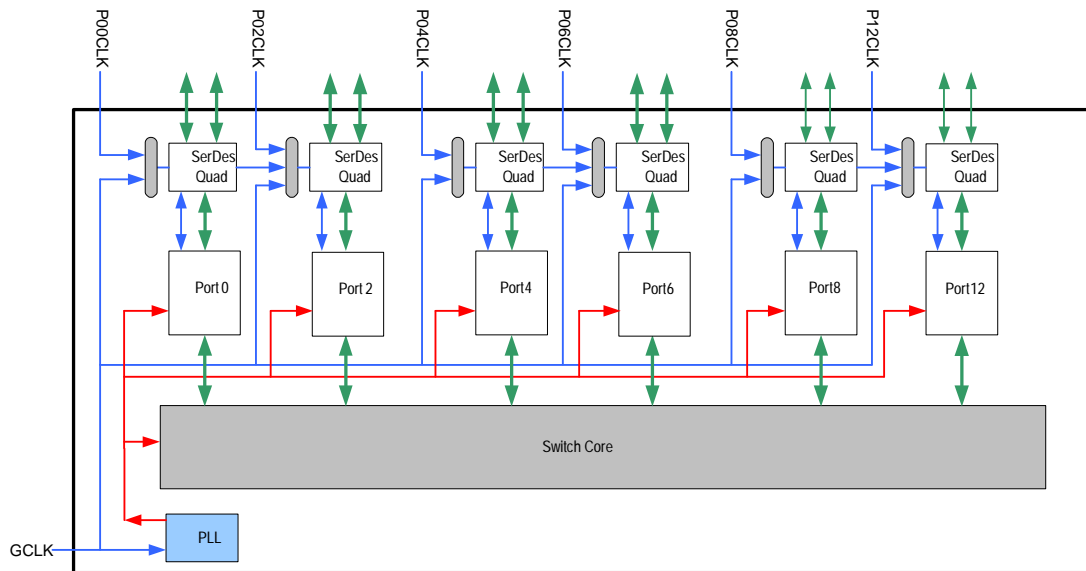 P00CLK
P02CLK
P04CLK
P06CLK
P08CLK
P12CLK
SerDes
Quad
SerDes
Quad
SerDes
Quad
SerDes
Quad
SerDes
Quad
SerDes
Quad
Port 0
Port 2
Port4
Port6
Port8
Port12
Switch Core
PLL
GCLK